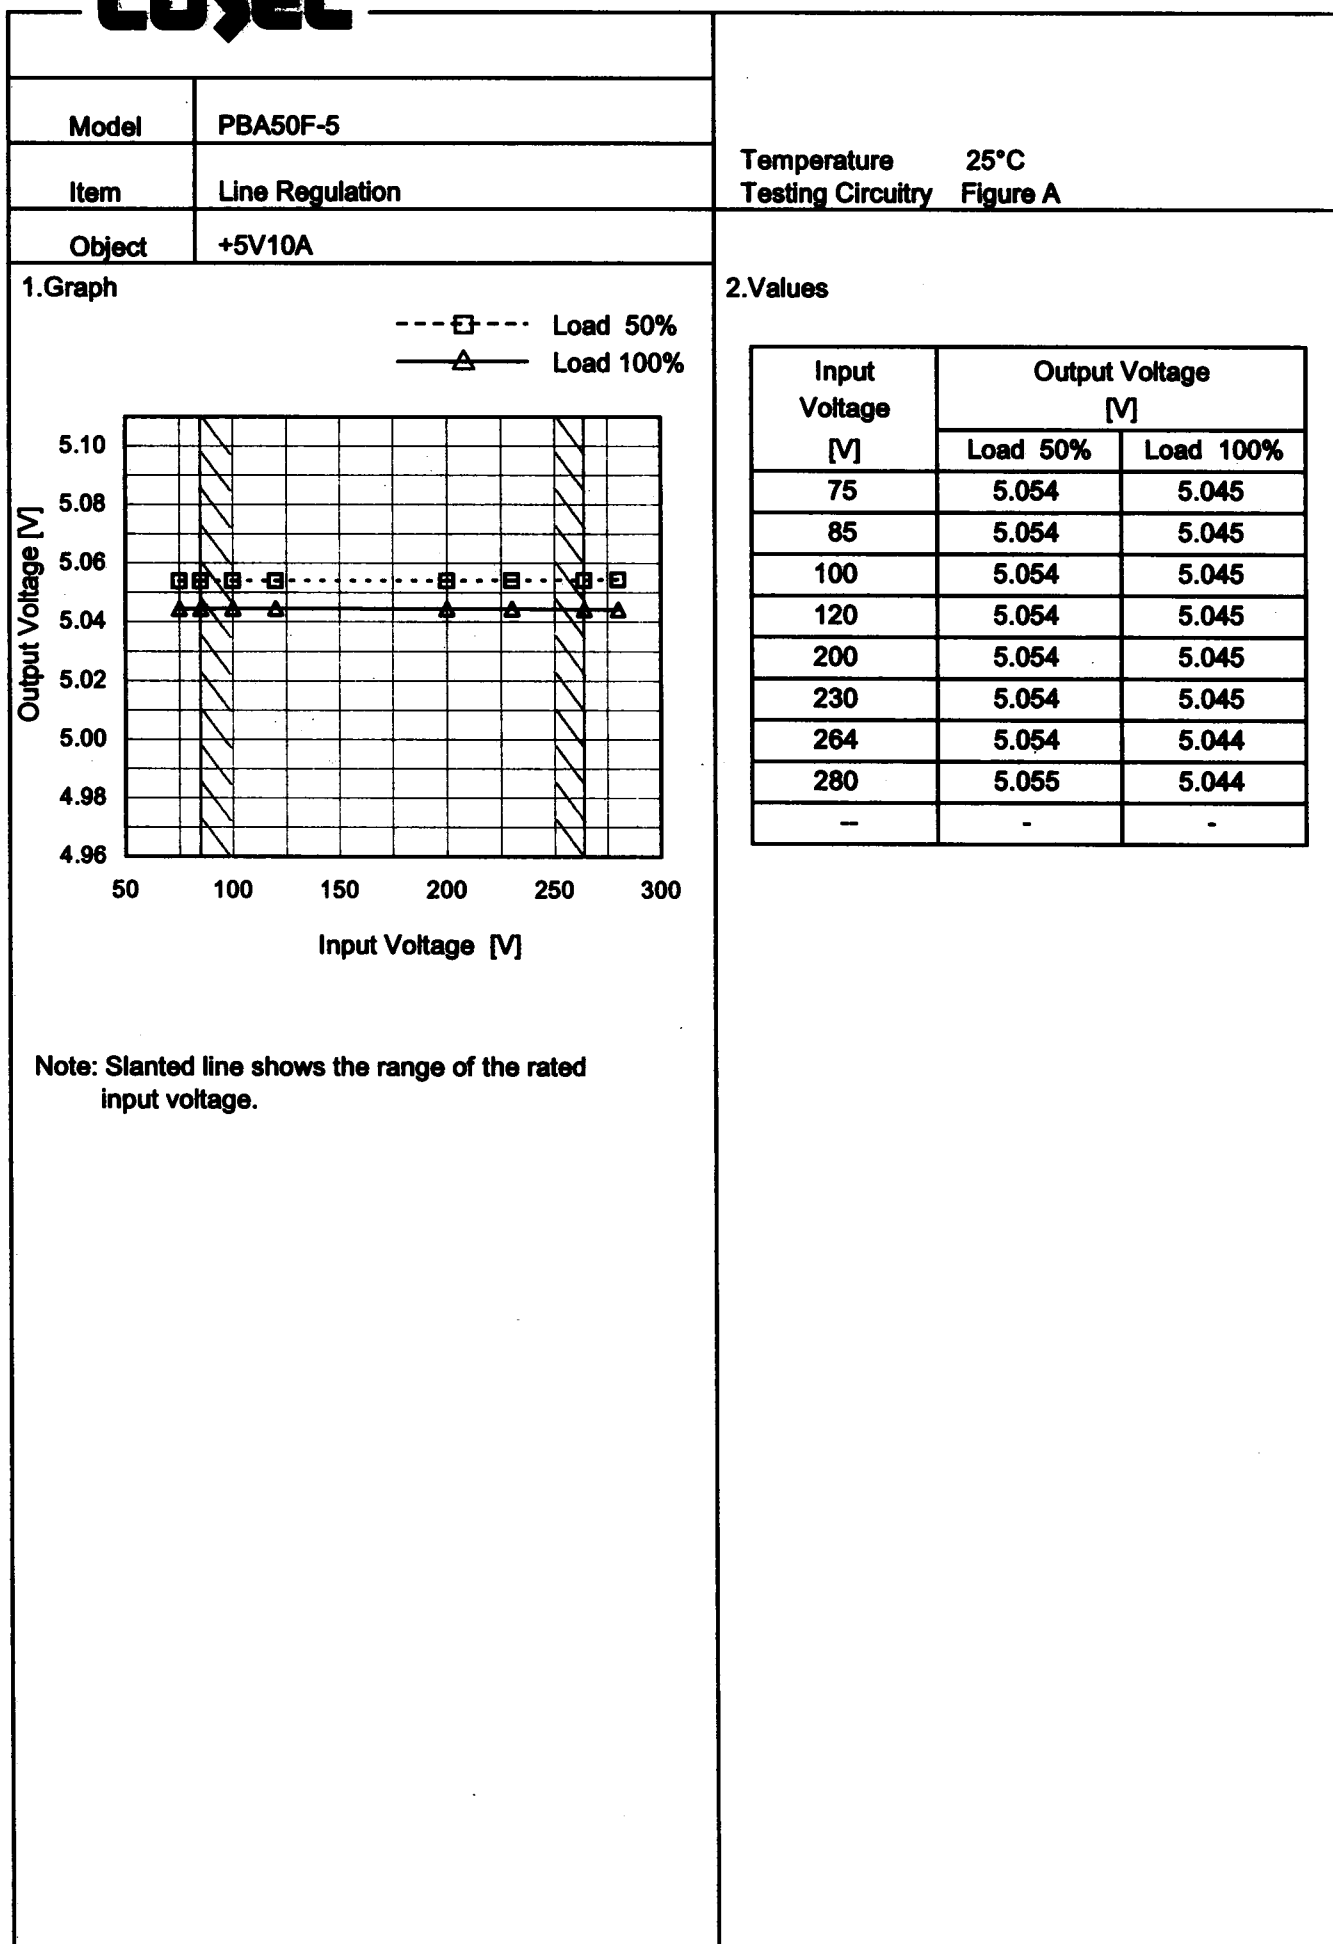 COSEL
Model PBA50F-5
Item Line Regulation
Object +5V10A
Temperature 25°C
Testing Circuitry Figure A
1.Graph
Load 50%
Load 100%
Output Voltage [V]
5.10
5.08
5.06
5.04
5.02
5.00
4.98
4.96
50 100 150 200 250 300
Input Voltage [V]
Note: Slanted line shows the range of the rated
input voltage.
2.Values
Input Output Voltage
Voltage [V]
[V] Load 50% Load 100%
75 5.054 5.045
85 5.054 5.045
100 5.054 5.045
120 5.054 5.045
200 5.054 5.045
230 5.054 5.045
264 5.054 5.044
280 5.055 5.044
-- - -